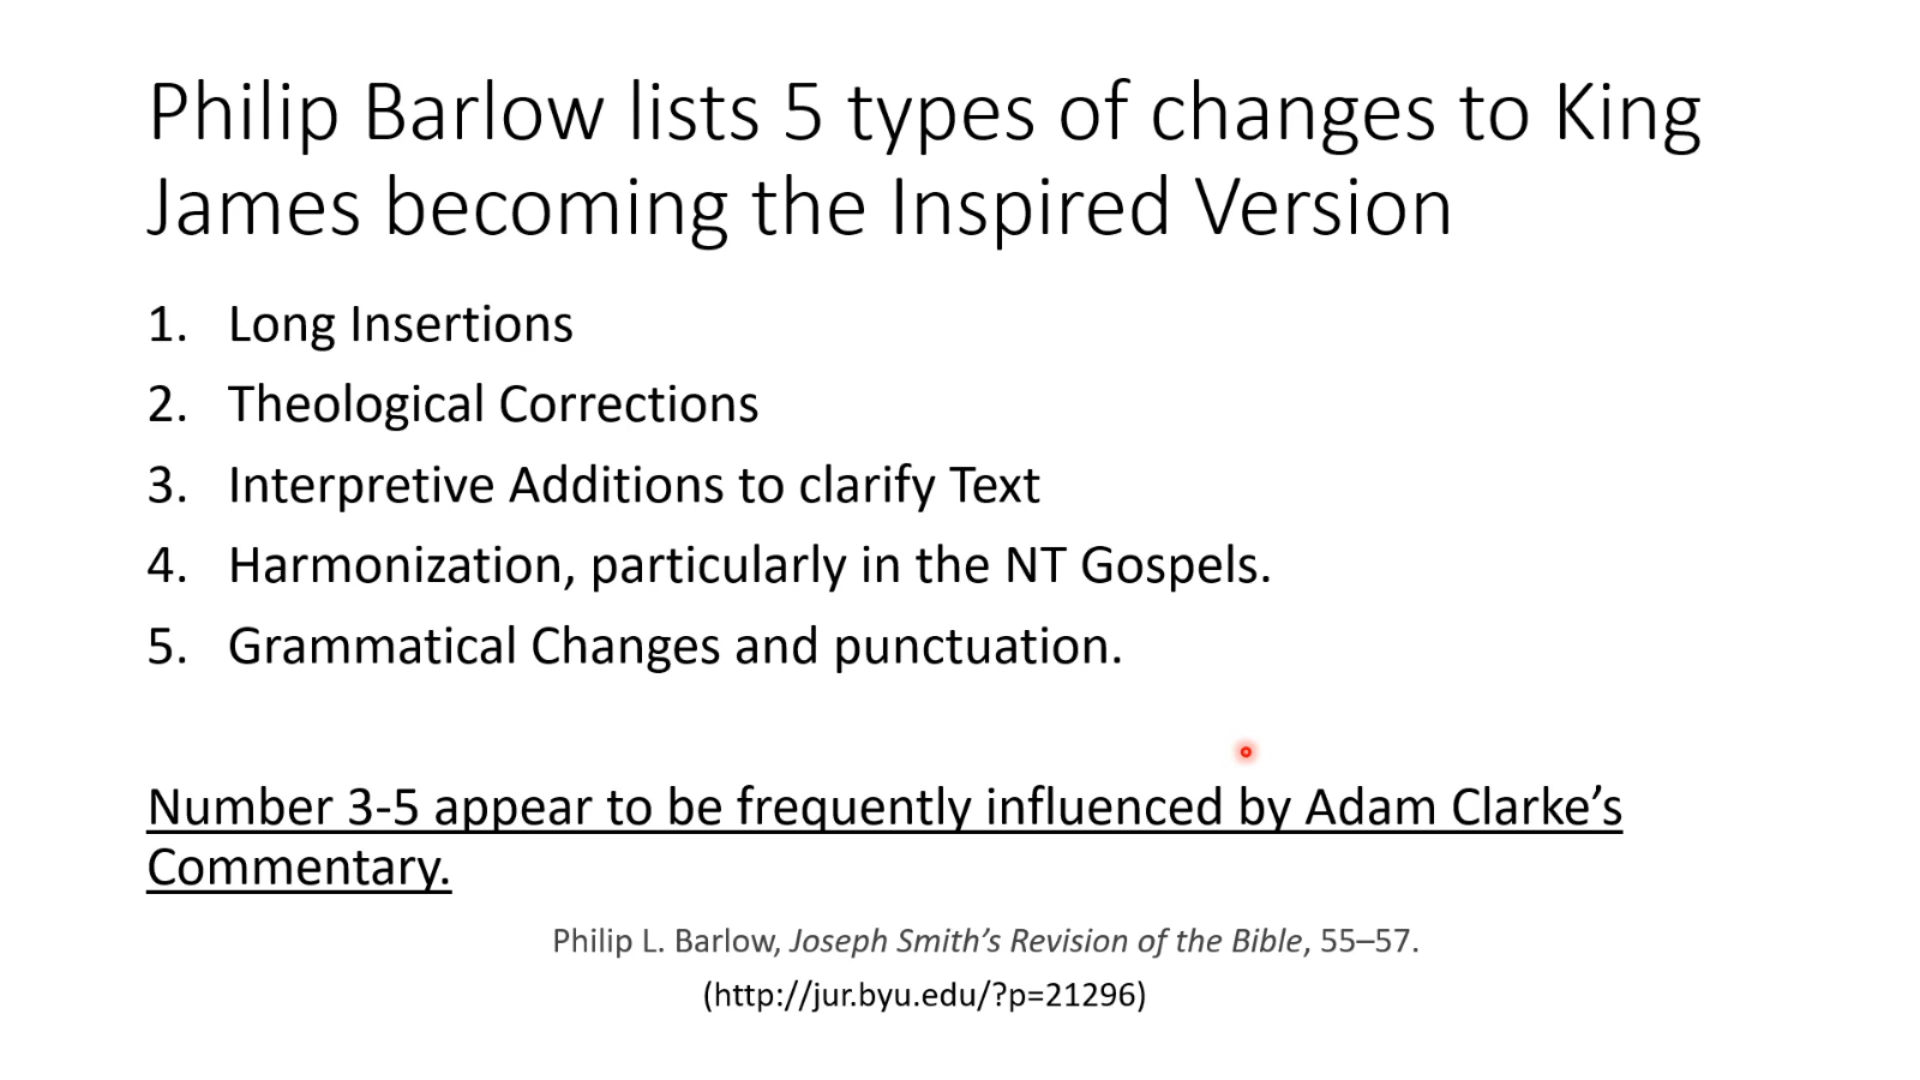 Philip Barlow lists 5 types of changes to King
James becoming the Inspired Version
1. Long Insertions
2. Theological Corrections
3. Interpretive Additions to clarify Text
4. Harmonization, particularly in the NT Gospels.
5. Grammatical Changes and punctuation.
Number 3-5 appear to be frequently influenced by Adam Clarke’s
Commentary.
Philip L. Barlow, Joseph Smith’s Revision of the Bible, 55–57.
(http://jur.byu.edu/?p=21296)